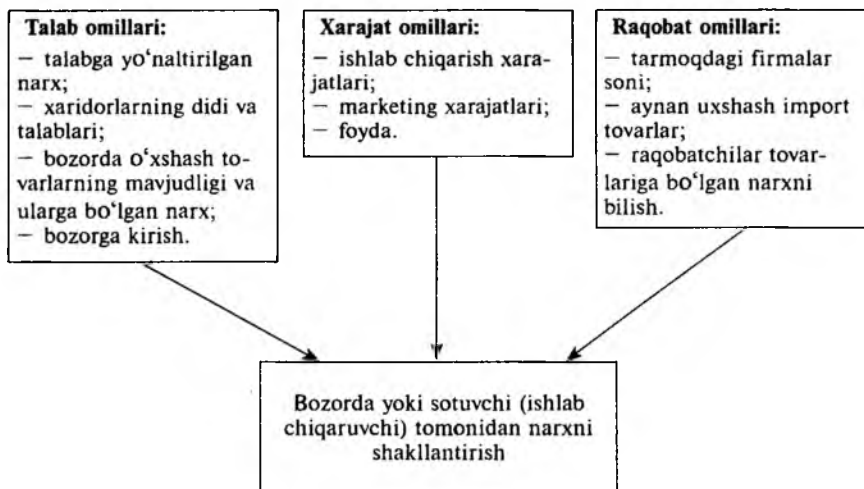 Talab omillari:
— talabga yo‘naltirilgan
narx;
— xaridorlarning didi va
talablari;
— bozorda o‘xshash to-
varlarning mavjudligi va
ularga bo‘lgan narx;
— bozorga kirish.
Xarajat omillari:
— ishlab chiqarish xara-
jatlari;
— marketing xarajatlari;
— foyda.
Raqobat omillari:
— tarmoqdagi firmalar
soni;
— aynan uxshash import
tovarlar;
— raqobatchilar tovar-
lariga bo‘lgan narxni
bilish.
Bozorda yoki sotuvchi (ishlab
chiqaruvchi) tomonidan narxni
shakllantirish